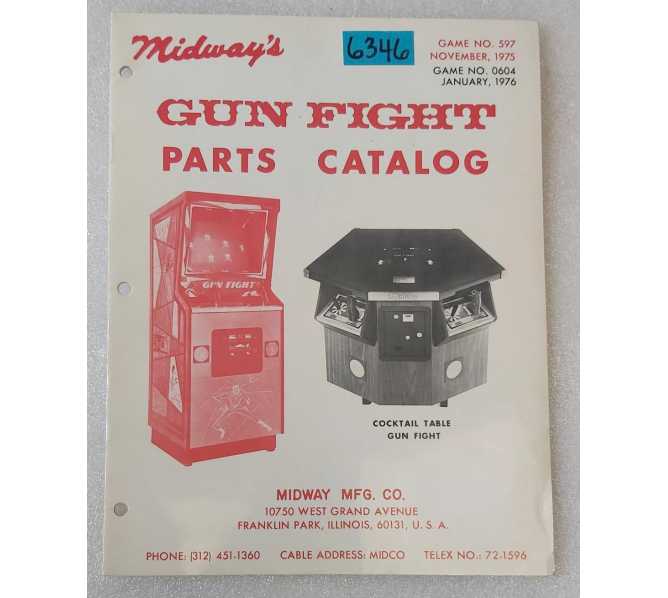 Midway's
6346
GAME NO. 597
NOVEMBER, 1975
GAME NO. 0604
JANUARY, 1976
GUN FIGHT
PARTS CATALOG
GUN FIGHT
COCKTAIL TABLE
GUN FIGHT
MIDWAY MFG. CO.
10750 WEST GRAND AVENUE
FRANKLIN PARK, ILLINOIS, 60131, U. S. A.
PHONE: (312) 451-1360 CABLE ADDRESS: MIDCO TELEX NO.: 72-1596